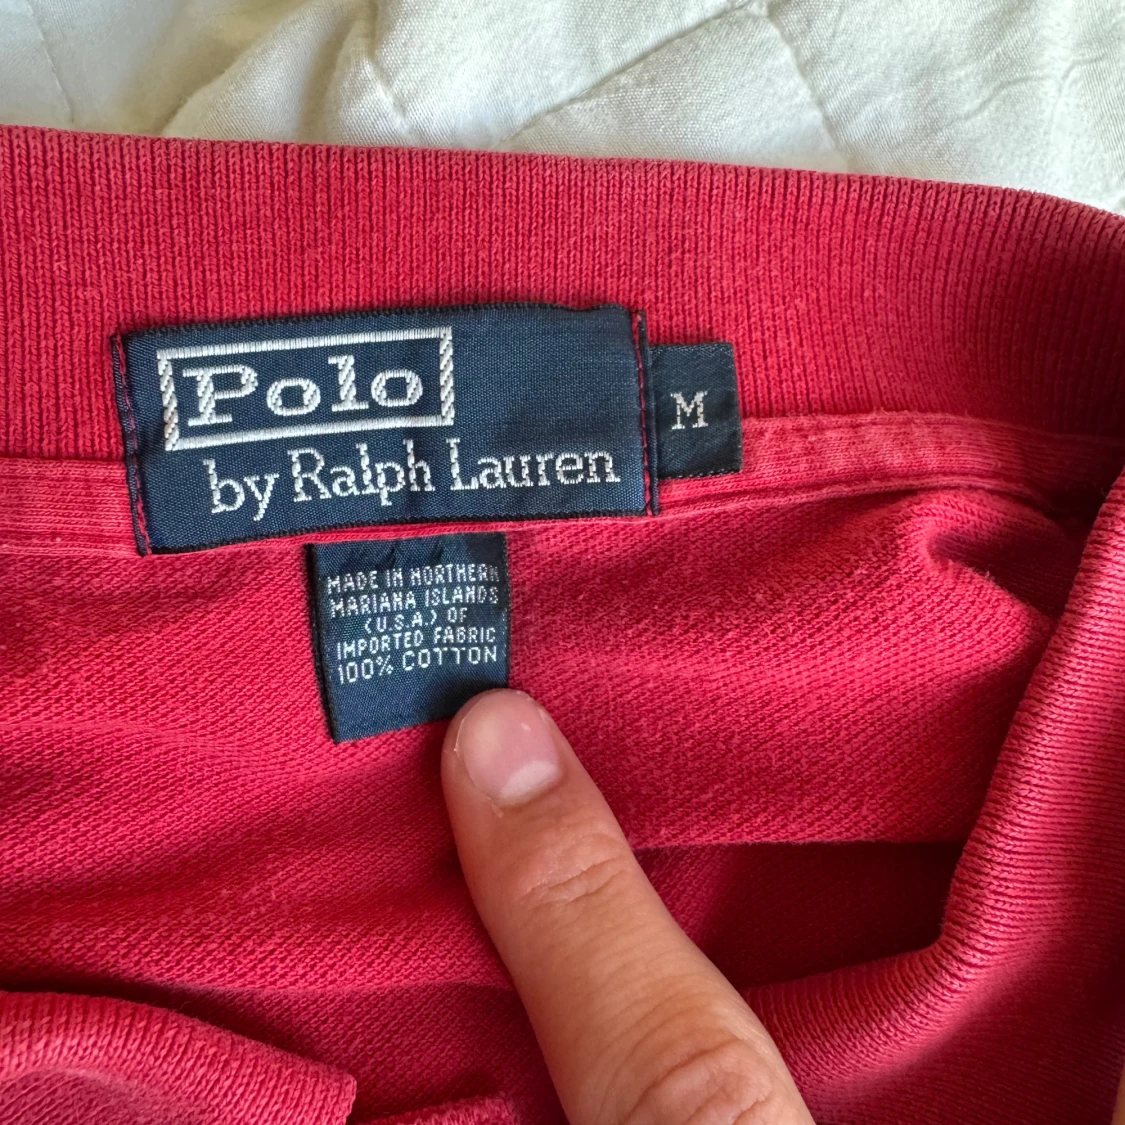 Polo
by Ralph Lauren
M
MADE IN NORTHERN
MARIANA ISLANDS
(U.S.A.) OF
IMPORTED FABRIC
100% COTTON